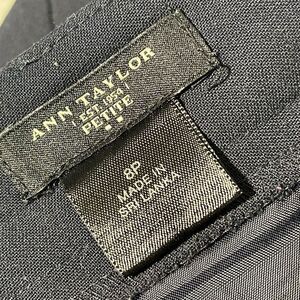 ANN TAYLOR
EST. 1954
PETITE
8P
MADE IN
SRI LANKA